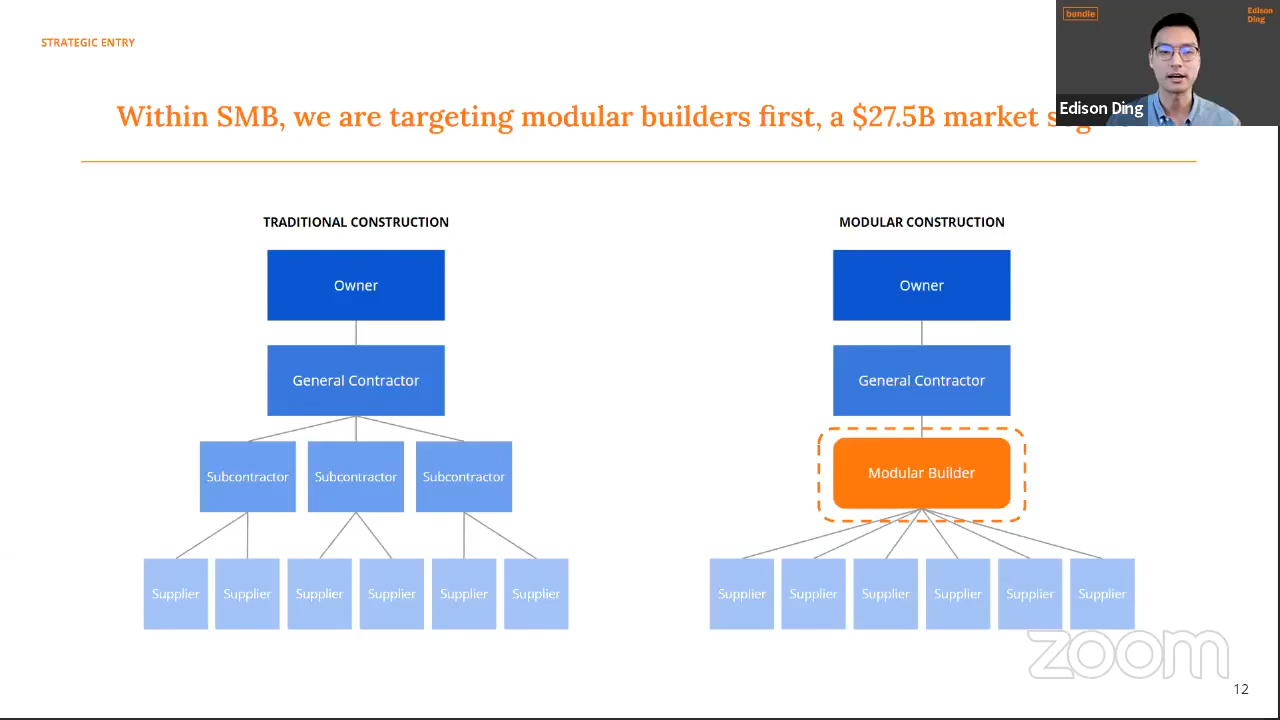 bundle
Edison
Ding
STRATEGIC ENTRY
Edison Ding
Within SMB, we are targeting modular builders first, a $27.5B market
TRADITIONAL CONSTRUCTION
MODULAR CONSTRUCTION
Owner
Owner
General Contractor
General Contractor
Modular Builder
Subcontractor
Subcontractor
Subcontractor
Supplier
Supplier
Supplier
Supplier
Supplier
Supplier
Supplier
Supplier
Supplier
Supplier
Supplier
Supplier
zoom
12